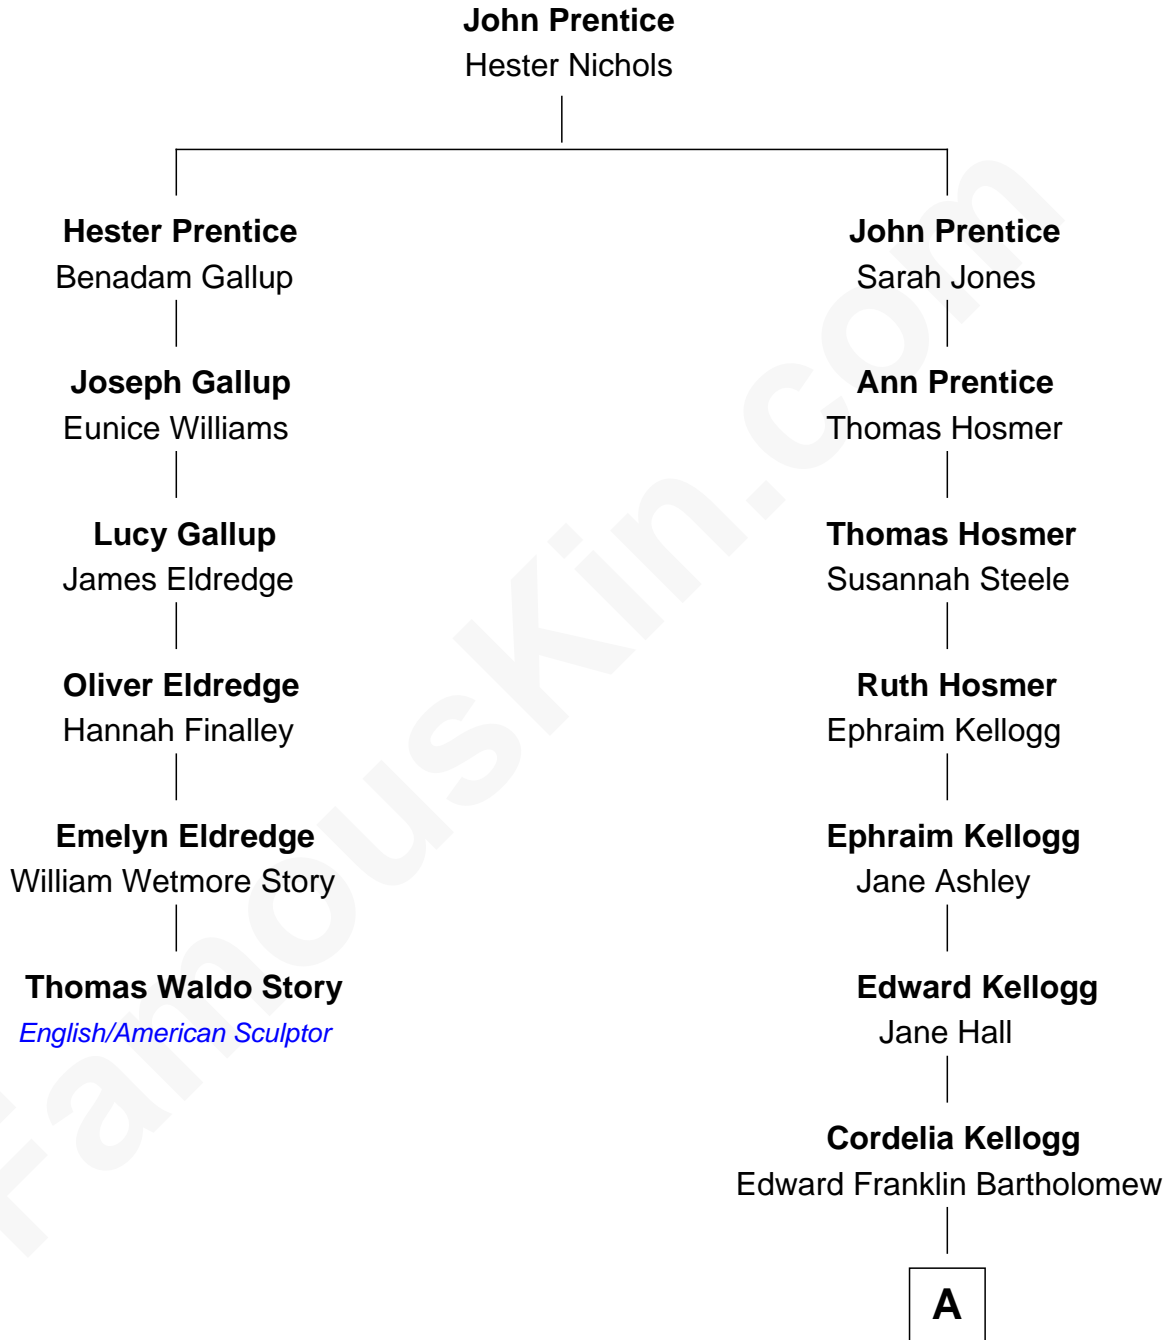 John Prentice
Hester Nichols
Hester Prentice
Benadam Gallup
Joseph Gallup
Eunice Williams
Lucy Gallup
James Eldredge
Oliver Eldredge
Hannah Finalley
Emelyn Eldredge
William Wetmore Story
Thomas Waldo Story
English/American Sculptor
John Prentice
Sarah Jones
Ann Prentice
Thomas Hosmer
Thomas Hosmer
Susannah Steele
Ruth Hosmer
Ephraim Kellogg
Ephraim Kellogg
Jane Ashley
Edward Kellogg
Jane Hall
Cordelia Kellogg
Edward Franklin Bartholomew
A
FamousKin.com